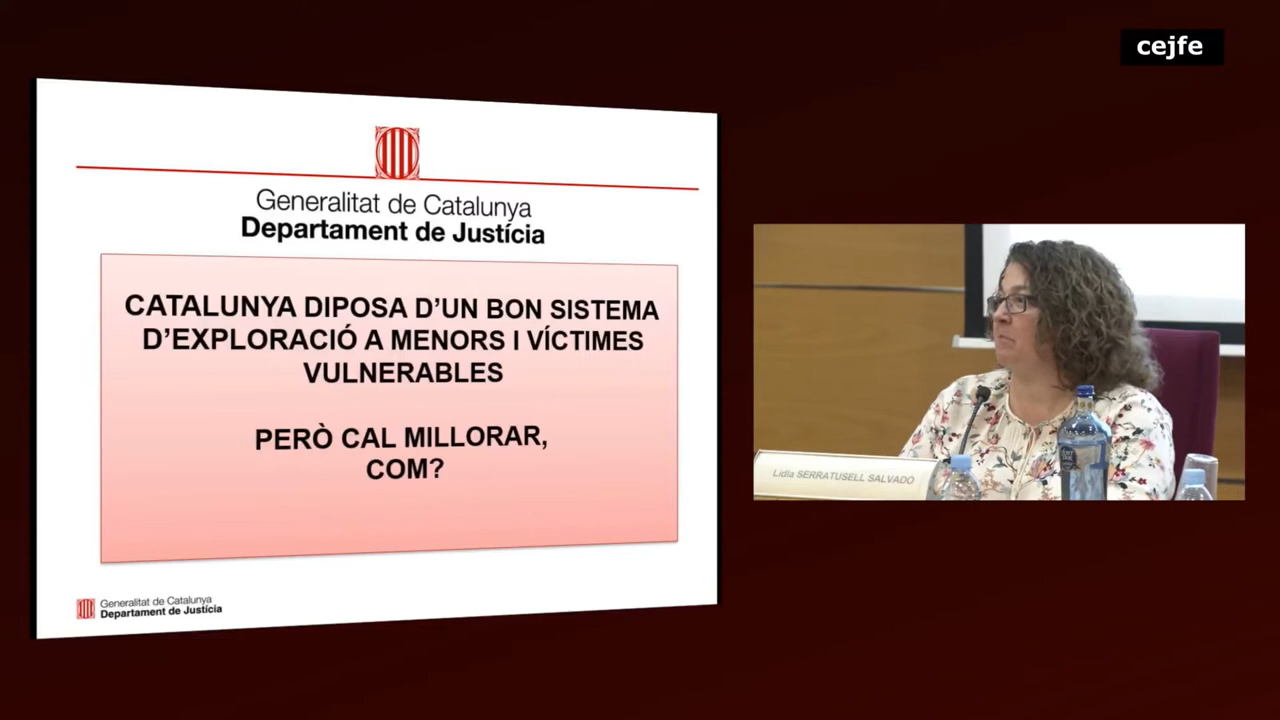 cejfe
Generalitat de Catalunya
Departament de Justícia
CATALUNYA DIPOSA D’UN BON SISTEMA
D’EXPLORACIÓ A MENORS I VÍCTIMES
VULNERABLES
PERÒ CAL MILLORAR,
COM?
Generalitat de Catalunya
Departament de Justícia
Lidia SERRATUSELL SALVADO